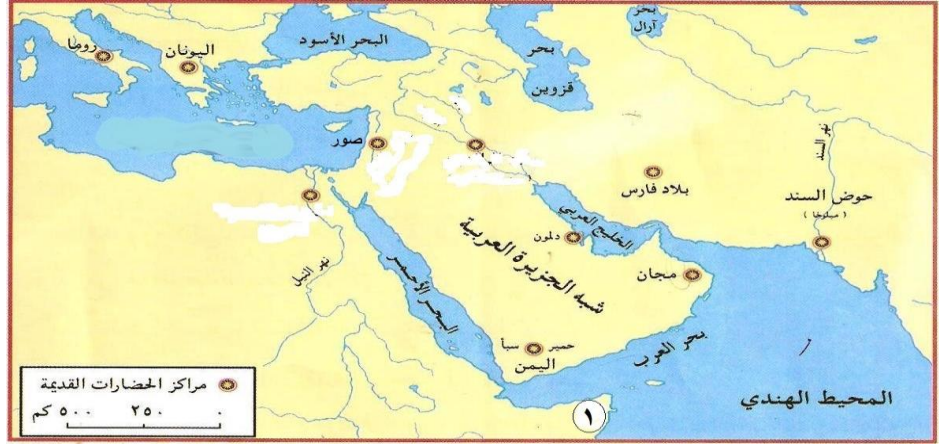 بحر آرال
روما
اليونان
البحر الأسود
بحر قزوين
صور
نهر السند
بلاد فارس
حوض السند
( ميلوخا )
الخليج العربي
دلمون
شبه الجزيرة العربية
مجان
نهر النيل
البحر الأحمر
حمير
سبأ
اليمن
بحر العرب
المحيط الهندي
مراكز الحضارات القديمة
٠ ٢٥٠ ٥٠٠ كم
١